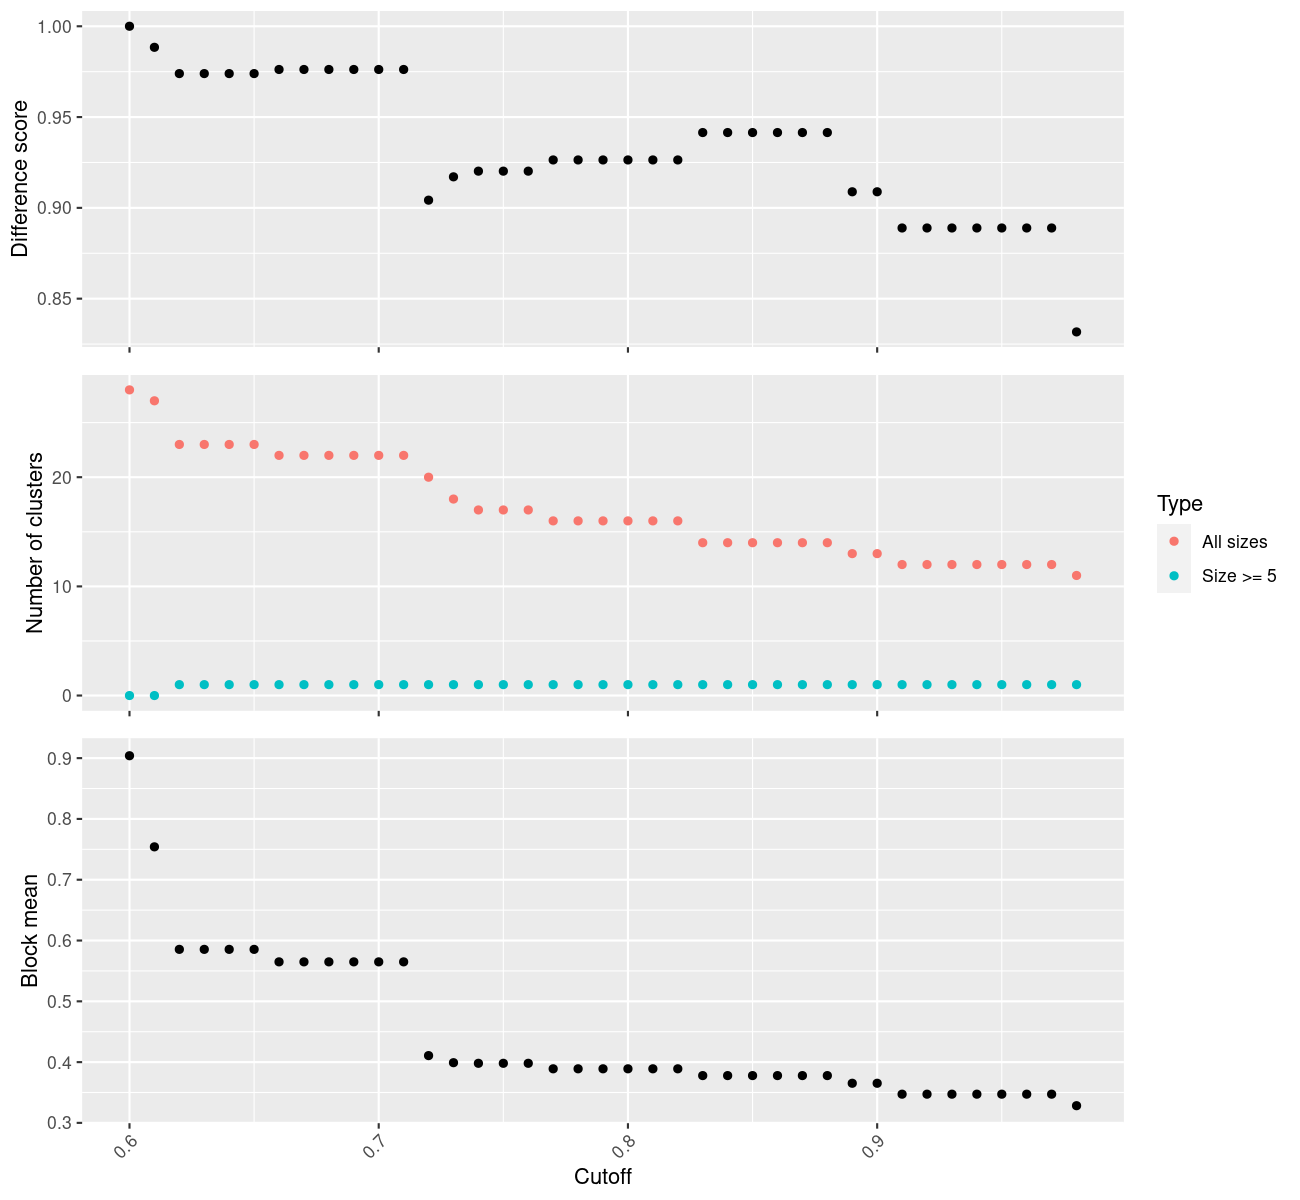 Difference score
1.00
0.95
0.90
0.85
Number of clusters
20
10
0
Type
All sizes
Size >= 5
Block mean
0.9
0.8
0.7
0.6
0.5
0.4
0.3
0.6 0.7 0.8 0.9
Cutoff